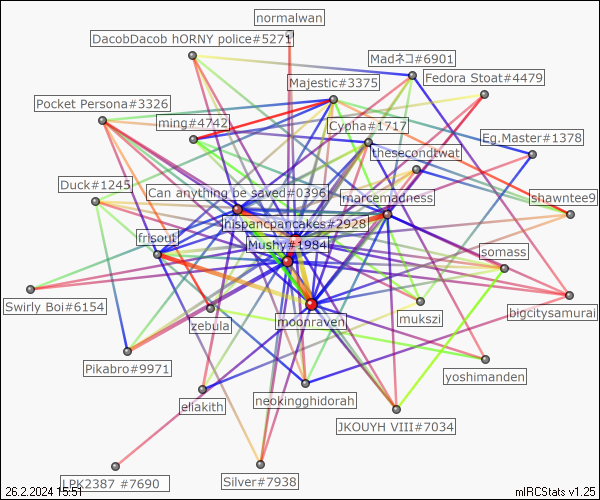 normalwan
DacobDacob hORNY police#5271
Madネコ#6901
Majestic#3375
Fedora Stoat#4479
Pocket Persona#3326
ming#4742
Cypha#1717
Eg.Master#1378
thesecondtwat
Duck#1245
Can anything be saved#0396
marcemadness
shawntee9
hispancpancakes#2928
frisout
Mushy#1984
somass
Swirly Boi#6154
zebula
moonraven
mukszi
bigcitysamurai
Pikabro#9971
yoshimanden
eliakith
neokingghidorah
JKOUYH VIII#7034
LPK2387 #7690
Silver#7938
26.2.2024 15:51
mIRCStats v1.25